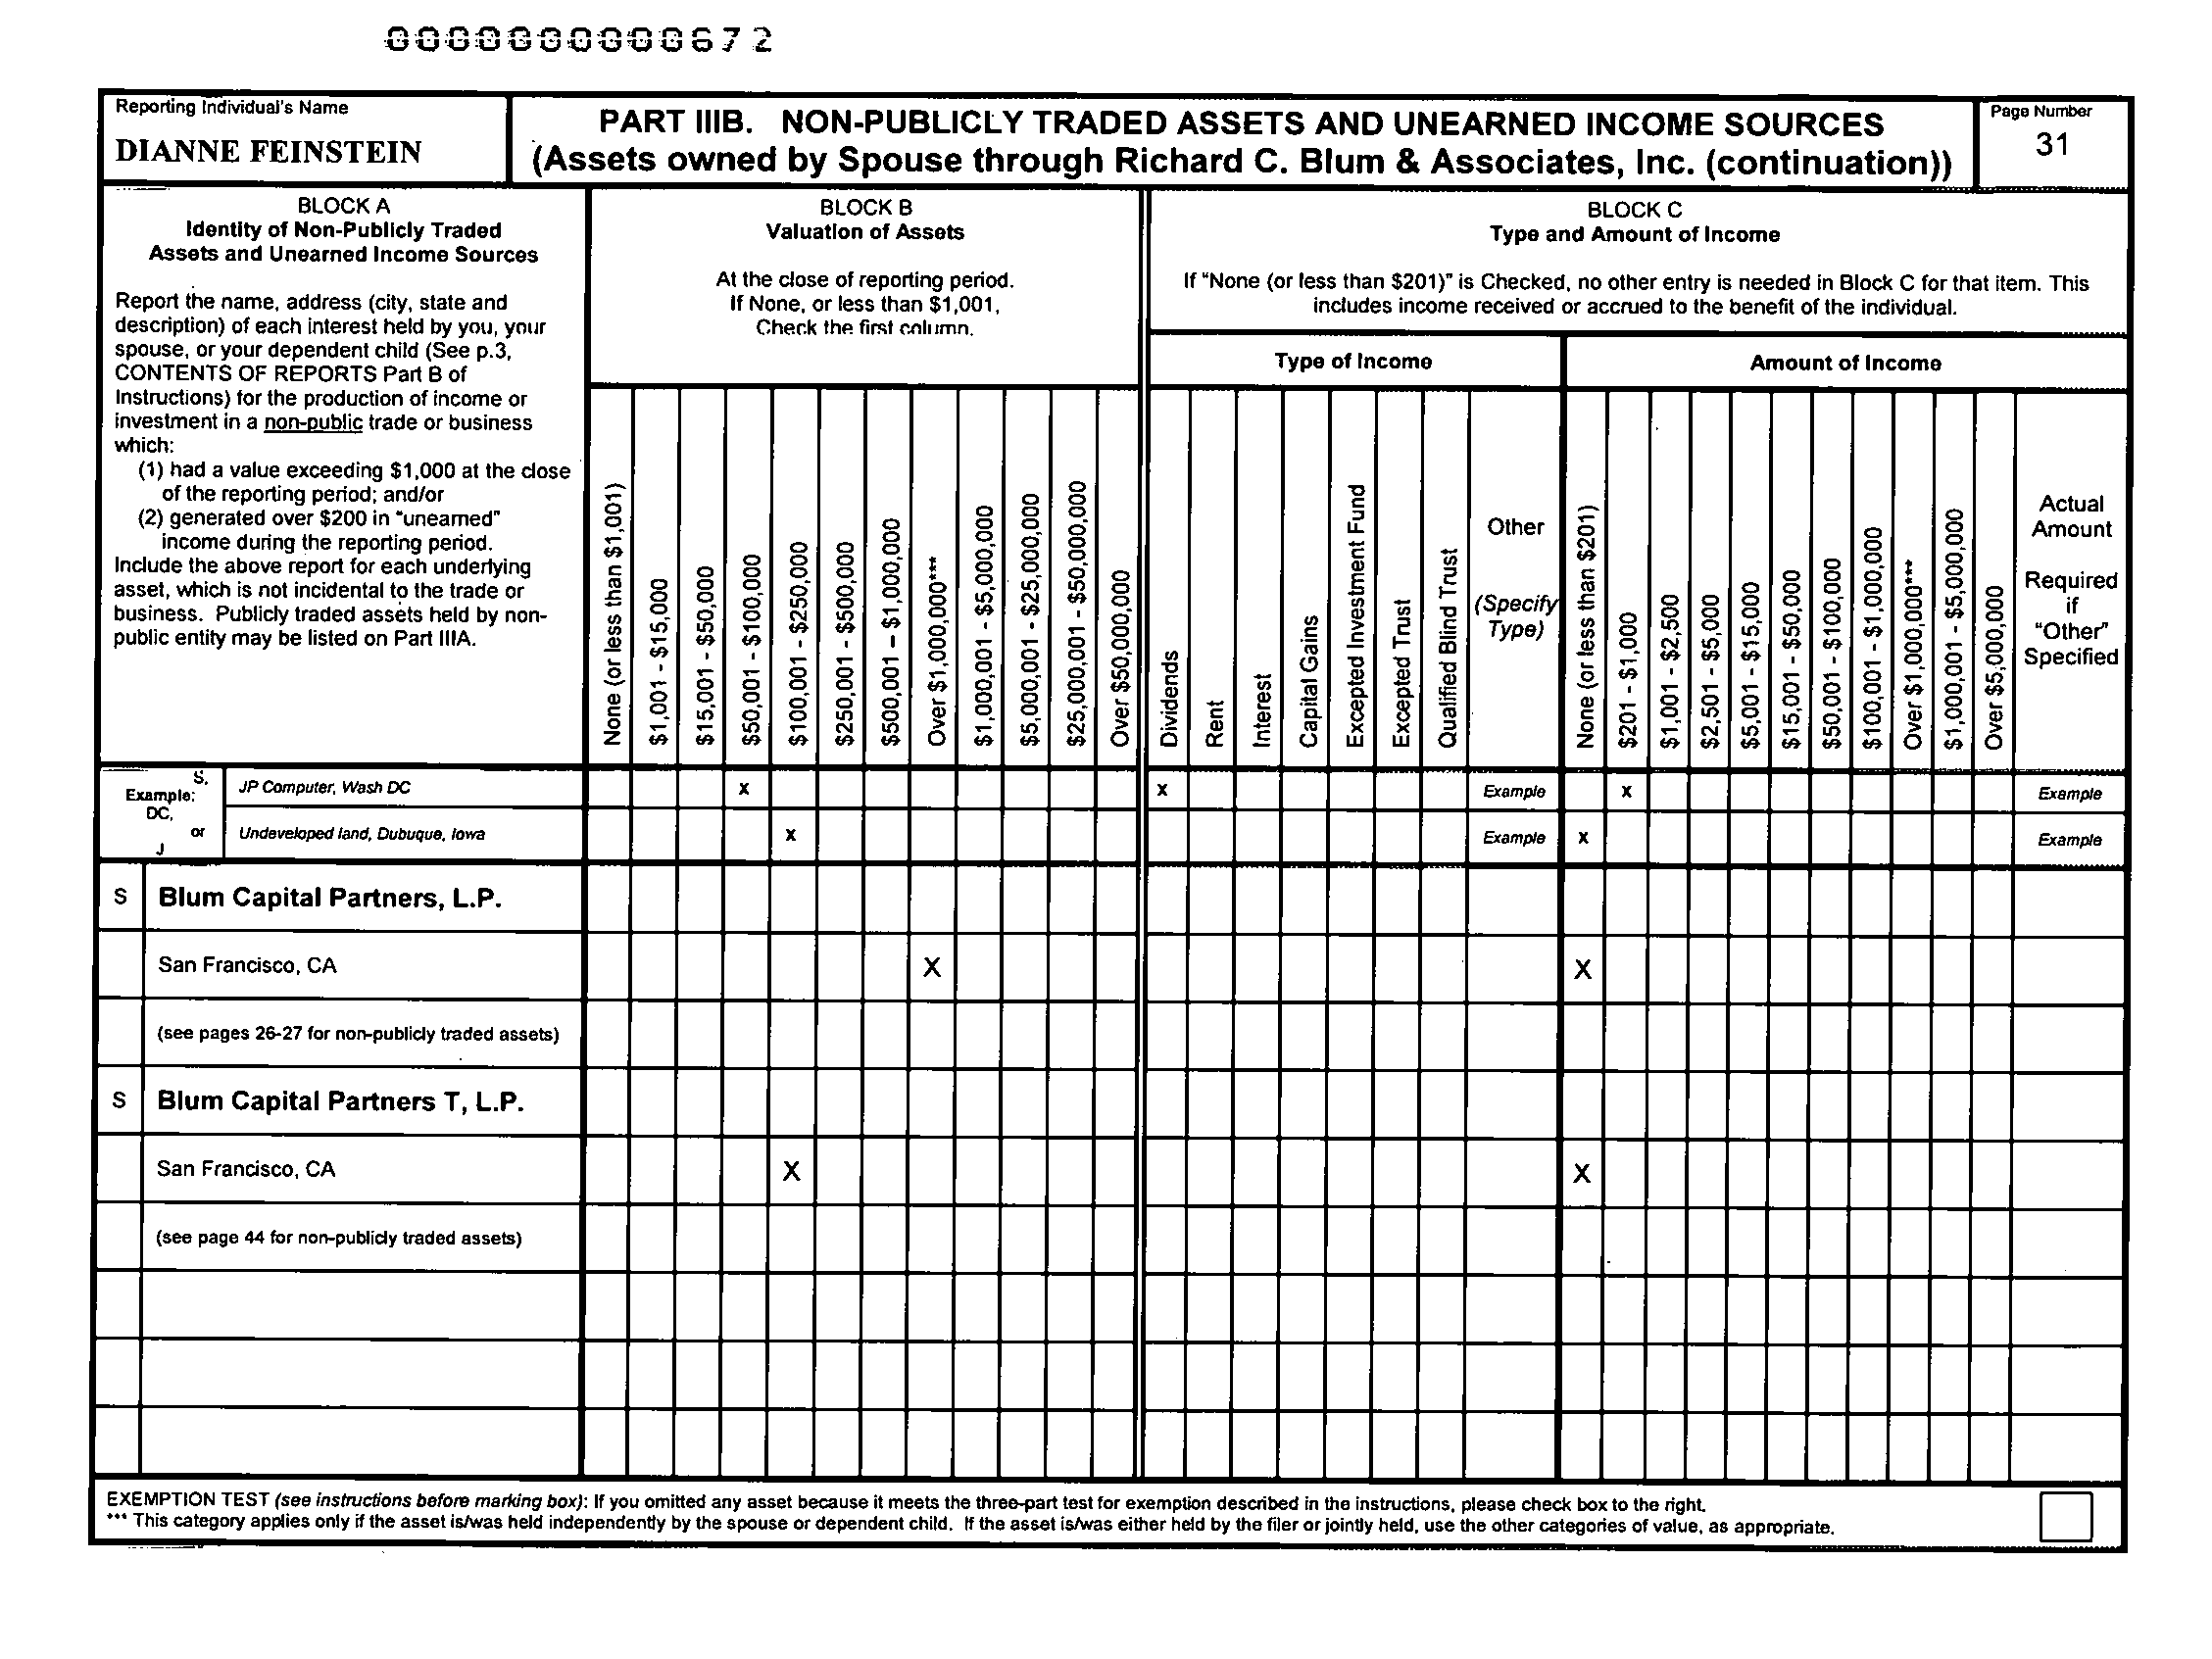 000000000672
Reporting Individual's Name
DIANNE FEINSTEIN
PART IIIB. NON-PUBLICLY TRADED ASSETS AND UNEARNED INCOME SOURCES
(Assets owned by Spouse through Richard C. Blum & Associates, Inc. (continuation))
Page Number
31
BLOCK A
Identity of Non-Publicly Traded
Assets and Unearned Income Sources
Report the name, address (city, state and
description) of each interest held by you, your
spouse, or your dependent child (See p.3,
CONTENTS OF REPORTS Part B of
Instructions) for the production of income or
investment in a non-public trade or business
which:
(1) had a value exceeding $1,000 at the close
of the reporting period; and/or
(2) generated over $200 in "unearned"
income during the reporting period.
Include the above report for each underlying
asset, which is not incidental to the trade or
business. Publicly traded assets held by non-
public entity may be listed on Part IIIA.
BLOCK B
Valuation of Assets
At the close of reporting period.
If None, or less than $1,001,
Check the first column.
None (or less than $1,001)
$1,001 - $15,000
$15,001 - $50,000
$50,001 - $100,000
$100,001 - $250,000
$250,001 - $500,000
$500,001 – $1,000,000
Over $1,000,000***
$1,000,001 - $5,000,000
$5,000,001 - $25,000,000
$25,000,001 - $50,000,000
Over $50,000,000
BLOCK C
Type and Amount of Income
If "None (or less than $201)" is Checked, no other entry is needed in Block C for that item. This
includes income received or accrued to the benefit of the individual.
Type of Income
Dividends
Rent
Interest
Capital Gains
Excepted Investment Fund
Excepted Trust
Qualified Blind Trust
Other
(Specify
Type)
Amount of Income
None (or less than $201)
$201 - $1,000
$1,001 - $2,500
$2,501 - $5,000
$5,001 - $15,000
$15,001 - $50,000
$50,001 - $100,000
$100,001 - $1,000,000
Over $1,000,000***
$1,000,001 - $5,000,000
Over $5,000,000
Actual
Amount
Required
if
"Other"
Specified
S,
Example:
DC,
or
J
JP Computer, Wash DC x x Example x Example
Undeveloped land, Dubuque, Iowa x Example x Example
S Blum Capital Partners, L.P.
San Francisco, CA X X
(see pages 26-27 for non-publicly traded assets)
S Blum Capital Partners T, L.P.
San Francisco, CA X X
(see page 44 for non-publicly traded assets)
EXEMPTION TEST (see instructions before marking box): If you omitted any asset because it meets the three-part test for exemption described in the instructions, please check box to the right.
*** This category applies only if the asset is/was held independently by the spouse or dependent child. If the asset is/was either held by the filer or jointly held, use the other categories of value, as appropriate.